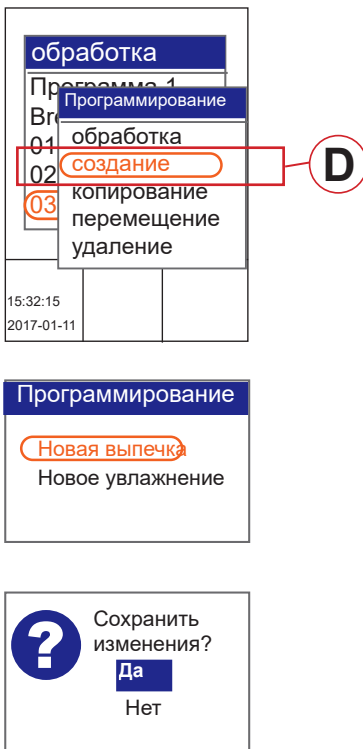 обработка
Программа 1
Bre
Программирование
01
обработка
02
создание
D
03
копирование
перемещение
удаление
15:32:15
2017-01-11
Программирование
Новая выпечка
Новое увлажнение
?
Сохранить
изменения?
Да
Нет